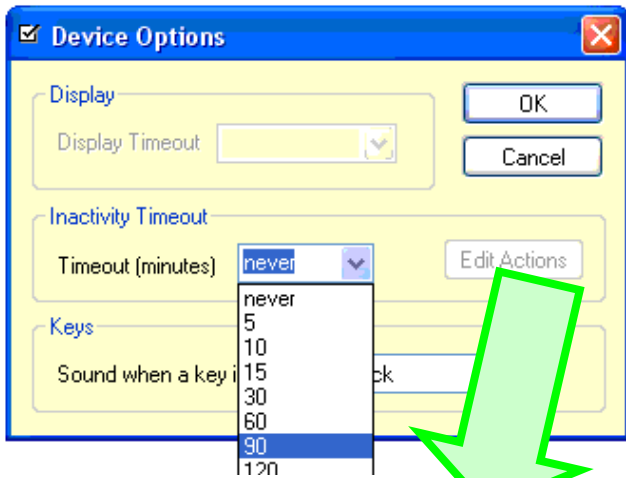 Device Options
Display
Display Timeout
OK
Cancel
Inactivity Timeout
Timeout (minutes) never
Edit Actions
never
5
10
15
30
60
90
120
Keys
Sound when a key